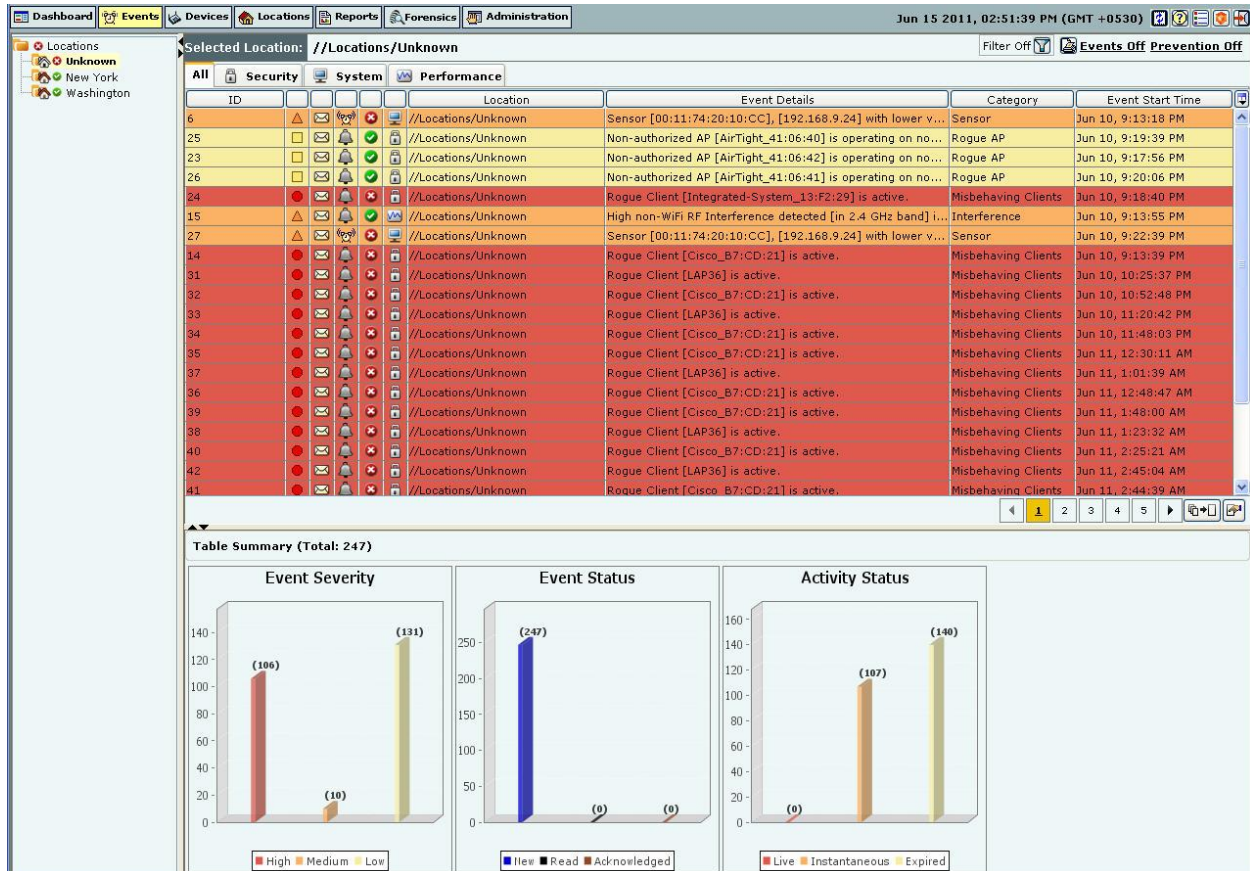 Dashboard Events Devices Locations Reports Forensics Administration Jun 15 2011, 02:51:39 PM (GMT +0530)
Locations
Unknown
New York
Washington
Selected Location: //Locations/Unknown Filter Off Events Off Prevention Off
All Security System Performance
ID Location Event Details Category Event Start Time
6 //Locations/Unknown Sensor [00:11:74:20:10:CC], [192.168.9.24] with lower v... Sensor Jun 10, 9:13:18 PM
25 //Locations/Unknown Non-authorized AP [AirTight_41:06:40] is operating on no... Rogue AP Jun 10, 9:19:39 PM
23 //Locations/Unknown Non-authorized AP [AirTight_41:06:42] is operating on no... Rogue AP Jun 10, 9:17:56 PM
26 //Locations/Unknown Non-authorized AP [AirTight_41:06:41] is operating on no... Rogue AP Jun 10, 9:20:06 PM
24 //Locations/Unknown Rogue Client [Integrated-System_13:F2:29] is active. Misbehaving Clients Jun 10, 9:18:40 PM
15 //Locations/Unknown High non-WiFi RF Interference detected [in 2.4 GHz band] i... Interference Jun 10, 9:13:55 PM
27 //Locations/Unknown Sensor [00:11:74:20:10:CC], [192.168.9.24] with lower v... Sensor Jun 10, 9:22:39 PM
14 //Locations/Unknown Rogue Client [Cisco_B7:CD:21] is active. Misbehaving Clients Jun 10, 9:13:39 PM
31 //Locations/Unknown Rogue Client [LAP36] is active. Misbehaving Clients Jun 10, 10:25:37 PM
32 //Locations/Unknown Rogue Client [Cisco_B7:CD:21] is active. Misbehaving Clients Jun 10, 10:52:48 PM
33 //Locations/Unknown Rogue Client [LAP36] is active. Misbehaving Clients Jun 10, 11:20:42 PM
34 //Locations/Unknown Rogue Client [Cisco_B7:CD:21] is active. Misbehaving Clients Jun 10, 11:48:03 PM
35 //Locations/Unknown Rogue Client [Cisco_B7:CD:21] is active. Misbehaving Clients Jun 11, 12:30:11 AM
37 //Locations/Unknown Rogue Client [LAP36] is active. Misbehaving Clients Jun 11, 1:01:39 AM
36 //Locations/Unknown Rogue Client [Cisco_B7:CD:21] is active. Misbehaving Clients Jun 11, 12:48:47 AM
39 //Locations/Unknown Rogue Client [Cisco_B7:CD:21] is active. Misbehaving Clients Jun 11, 1:48:00 AM
38 //Locations/Unknown Rogue Client [LAP36] is active. Misbehaving Clients Jun 11, 1:23:32 AM
40 //Locations/Unknown Rogue Client [Cisco_B7:CD:21] is active. Misbehaving Clients Jun 11, 2:25:21 AM
42 //Locations/Unknown Rogue Client [LAP36] is active. Misbehaving Clients Jun 11, 2:45:04 AM
41 //Locations/Unknown Rogue Client [Cisco_B7:CD:21] is active. Misbehaving Clients Jun 11, 2:44:39 AM
1 2 3 4 5
Table Summary (Total: 247)
Event Severity
140
120
100
80
60
40
20
0
(106)
(10)
(131)
High Medium Low
Event Status
250
200
150
100
50
0
(247)
(0)
(0)
New Read Acknowledged
Activity Status
160
140
120
100
80
60
40
20
0
(0)
(107)
(140)
Live Instantaneous Expired